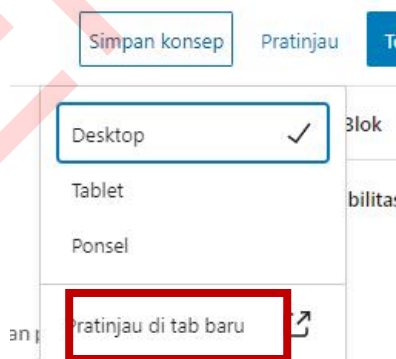 Simpan konsep Pratinjau
Desktop
Blok
Tablet
Ponsel
Pratinjau di tab baru